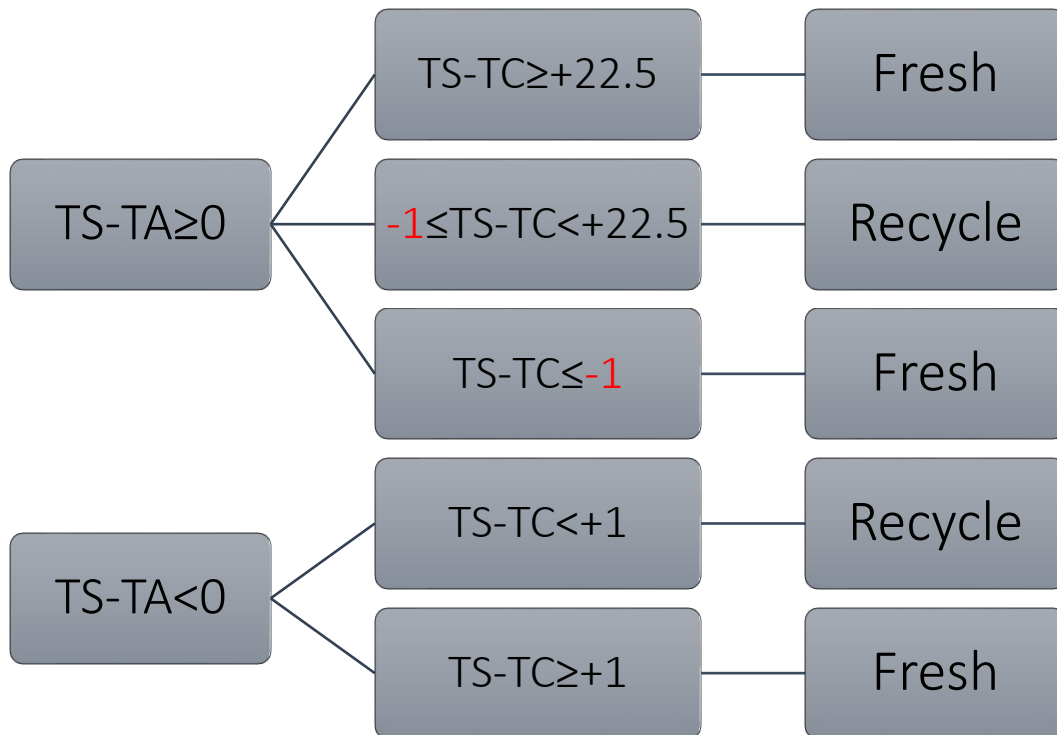 TS-TC≥+22.5
Fresh
TS-TA≥0
-1≤TS-TC<+22.5
Recycle
TS-TC≤-1
Fresh
TS-TC<+1
Recycle
TS-TA<0
TS-TC≥+1
Fresh